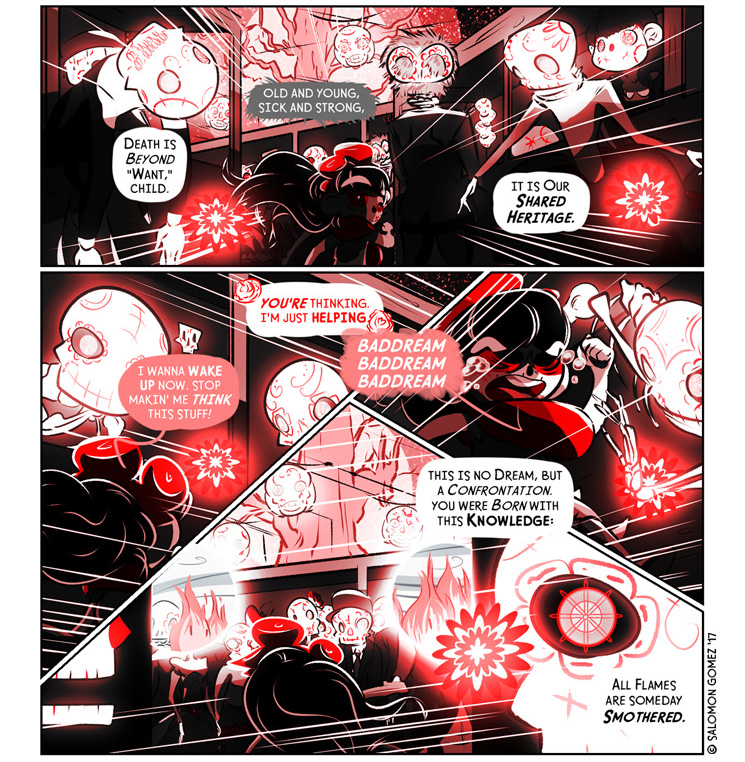 OLD AND YOUNG,
SICK AND STRONG,
DEATH IS
BEYOND
"WANT,"
CHILD.
IT IS OUR
SHARED
HERITAGE.
YOU'RE THINKING.
I'M JUST HELPING.
I WANNA WAKE
UP NOW. STOP
MAKIN' ME THINK
THIS STUFF!
BADDREAM
BADDREAM
BADDREAM
THIS IS NO DREAM, BUT
A CONFRONTATION.
YOU WERE BORN WITH
THIS KNOWLEDGE:
ALL FLAMES
ARE SOMEDAY
SMOTHERED.
© SALOMON GOMEZ '17